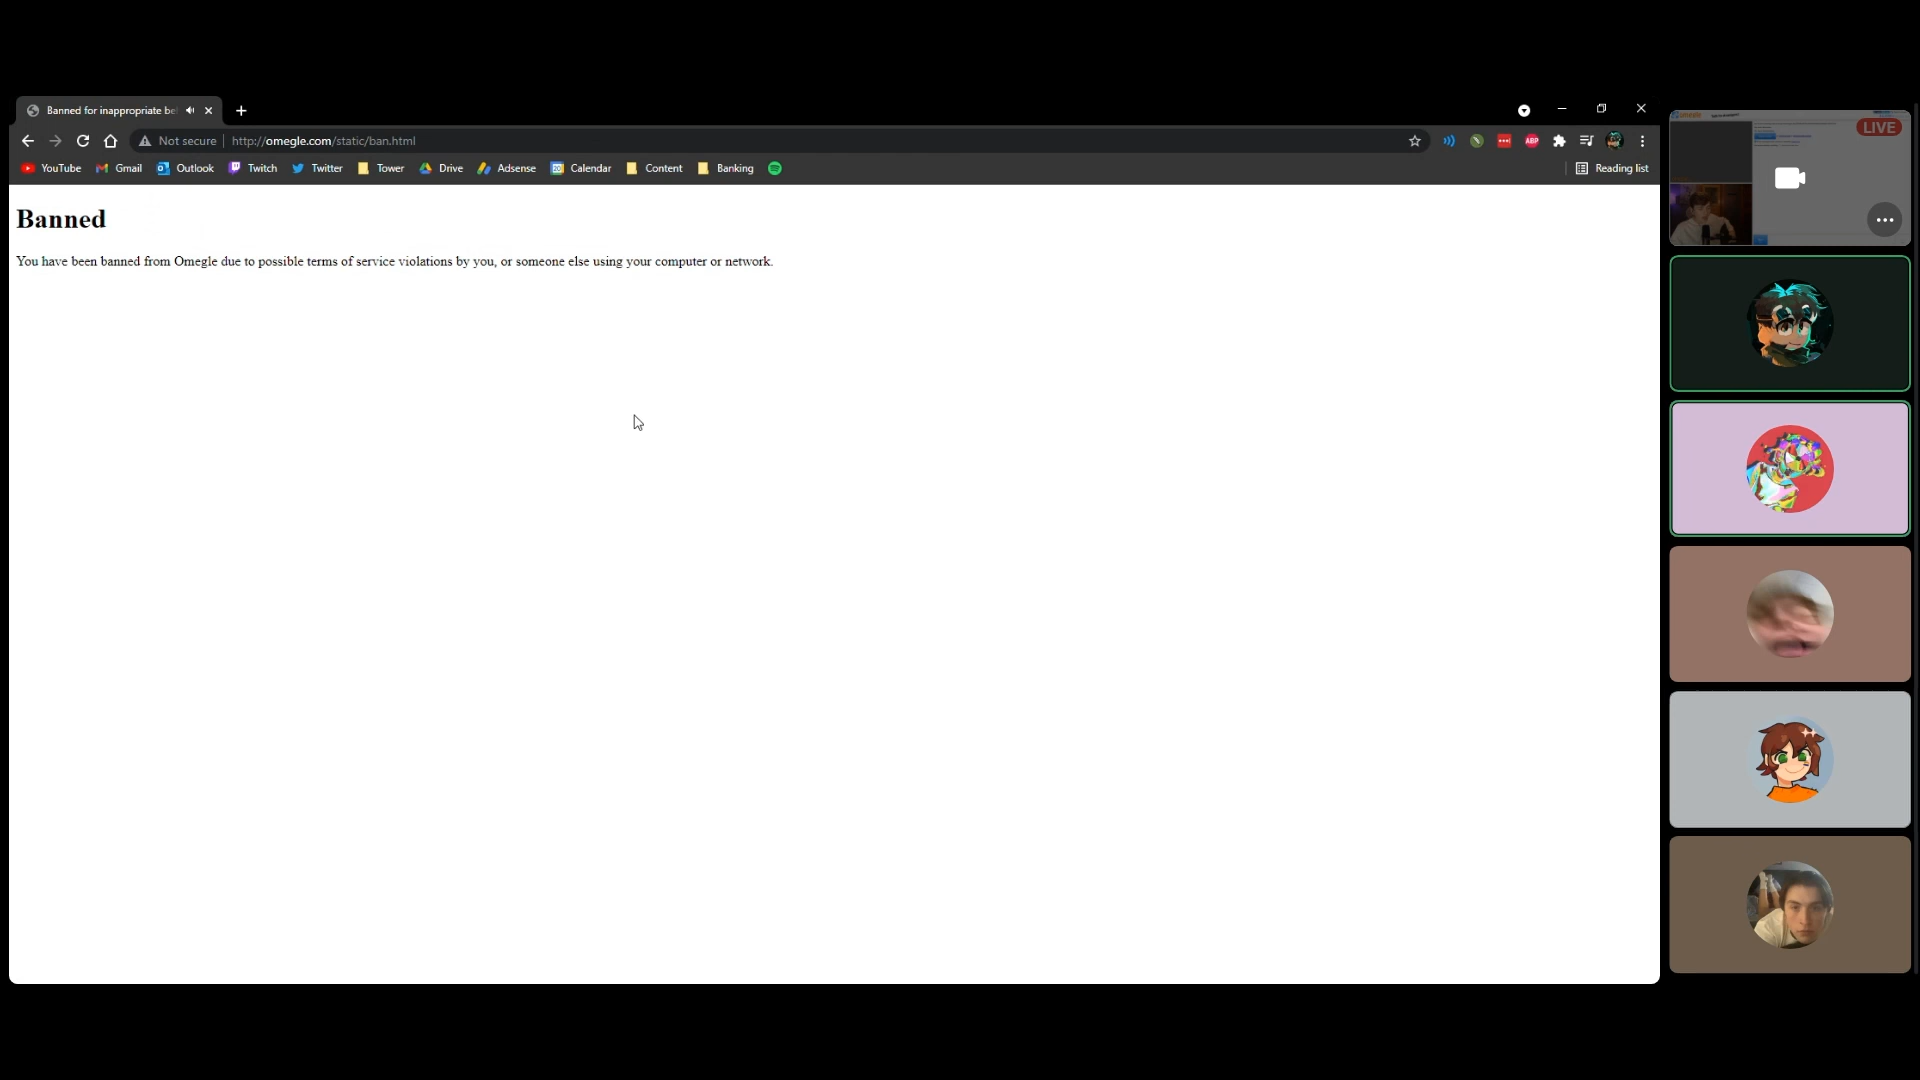 Banned for inappropriate be
Not secure http://omegle.com/static/ban.html
ABP
YouTube Gmail Outlook Twitch Twitter Tower Drive Adsense Calendar Content Banking Reading list
LIVE
Banned
You have been banned from Omegle due to possible terms of service violations by you, or someone else using your computer or network.